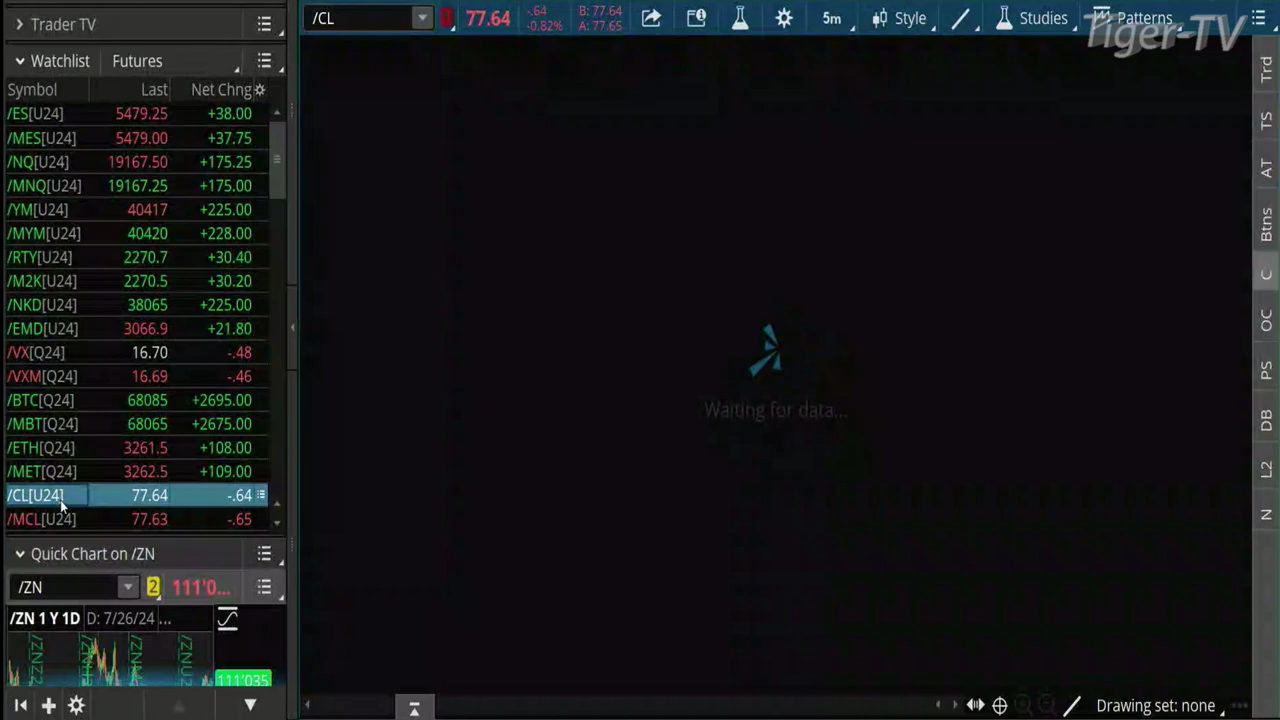 Trader TV
Watchlist Futures
Symbol Last Net Chng
/ES[U24] 5479.25 +38.00
/MES[U24] 5479.00 +37.75
/NQ[U24] 19167.50 +175.25
/MNQ[U24] 19167.25 +175.00
/YM[U24] 40417 +225.00
/MYM[U24] 40420 +228.00
/RTY[U24] 2270.7 +30.40
/M2K[U24] 2270.5 +30.20
/NKD[U24] 38065 +225.00
/EMD[U24] 3066.9 +21.80
/VX[Q24] 16.70 -.48
/VXM[Q24] 16.69 -.46
/BTC[Q24] 68085 +2695.00
/MBT[Q24] 68065 +2675.00
/ETH[Q24] 3261.5 +108.00
/MET[Q24] 3262.5 +109.00
/CL[U24] 77.64 -.64
/MCL[U24] 77.63 -.65
Quick Chart on /ZN
/ZN 2 111'0...
/ZN 1 Y 1D D: 7/26/24 ...
111'035
/CL 77.64 -.64 B: 77.64
-0.82% A: 77.65
5m Style Studies Patterns
Tiger-TV
Waiting for data...
Trd
TS
AT
Btns
C
OC
PS
DB
L2
N
Drawing set: none